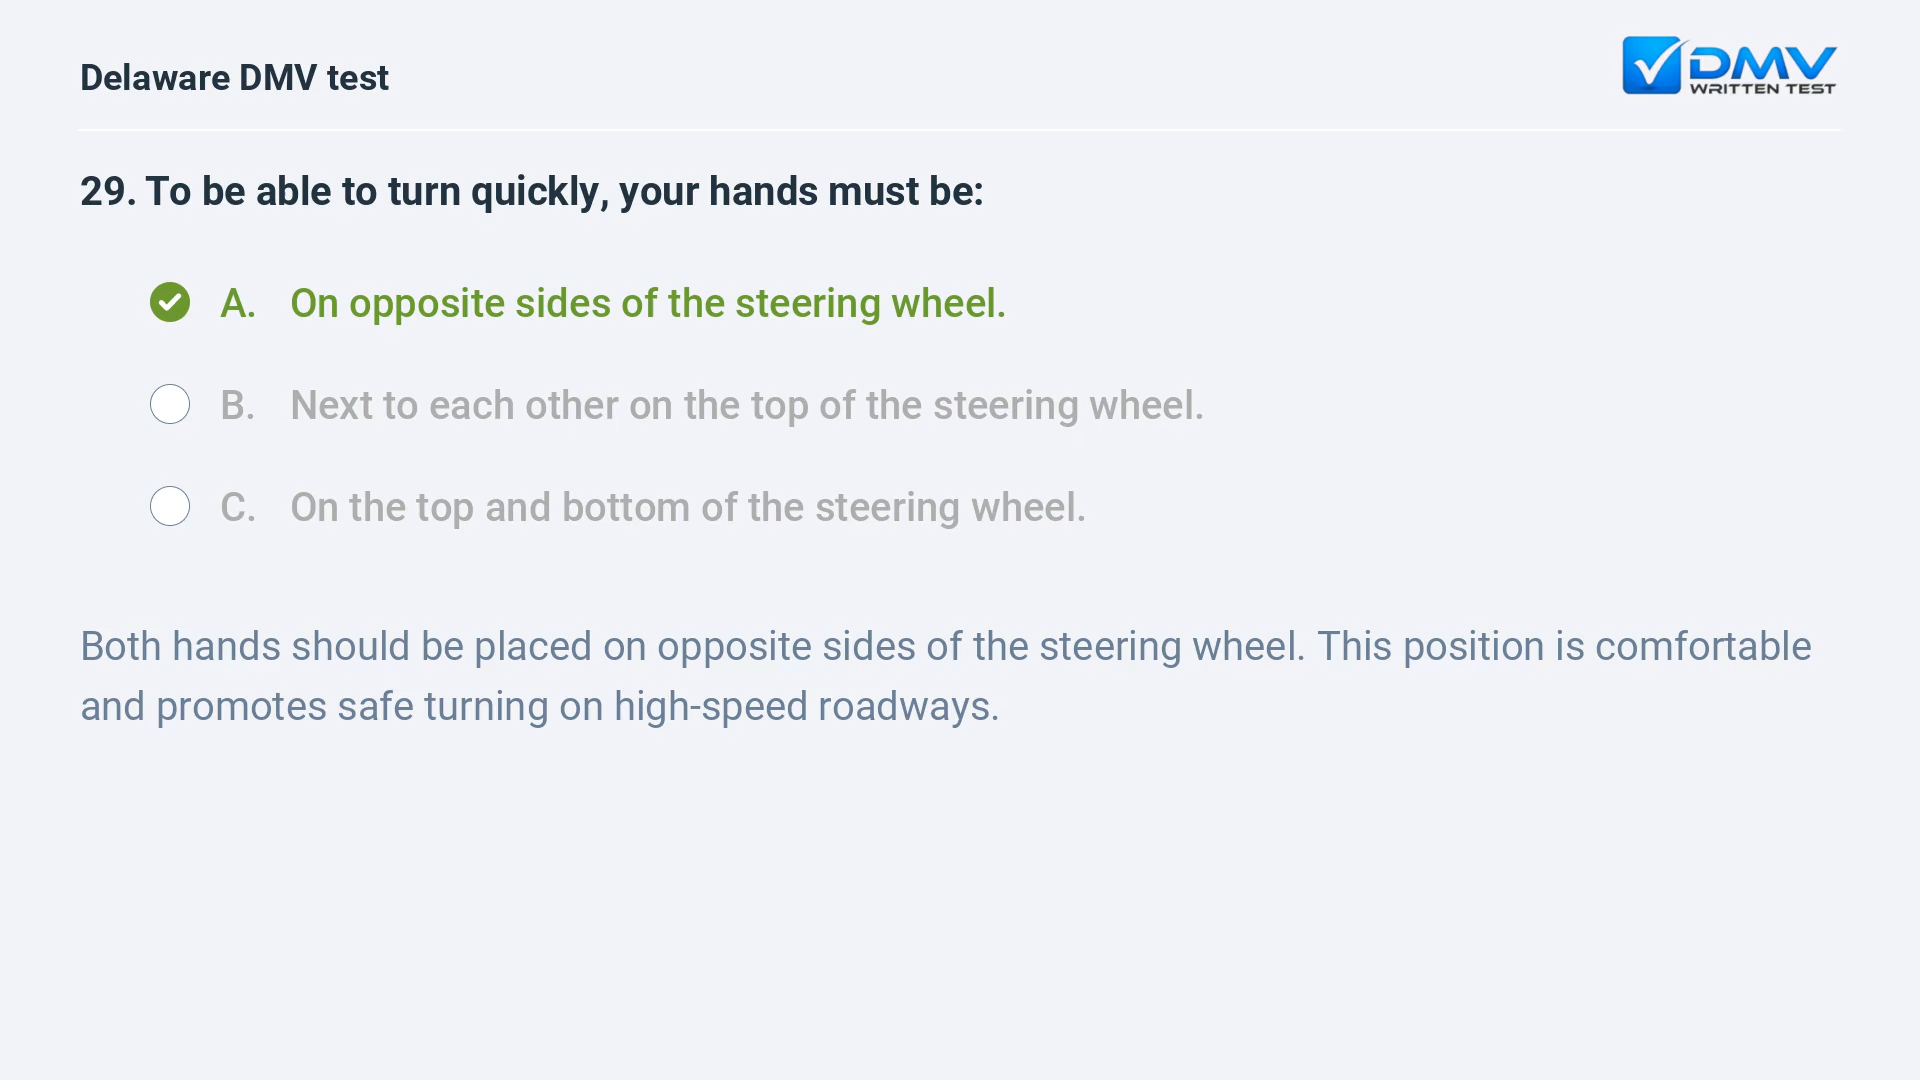 Delaware DMV test
DMV
WRITTEN TEST
29. To be able to turn quickly, your hands must be:
A. On opposite sides of the steering wheel.
B. Next to each other on the top of the steering wheel.
C. On the top and bottom of the steering wheel.
Both hands should be placed on opposite sides of the steering wheel. This position is comfortable
and promotes safe turning on high-speed roadways.